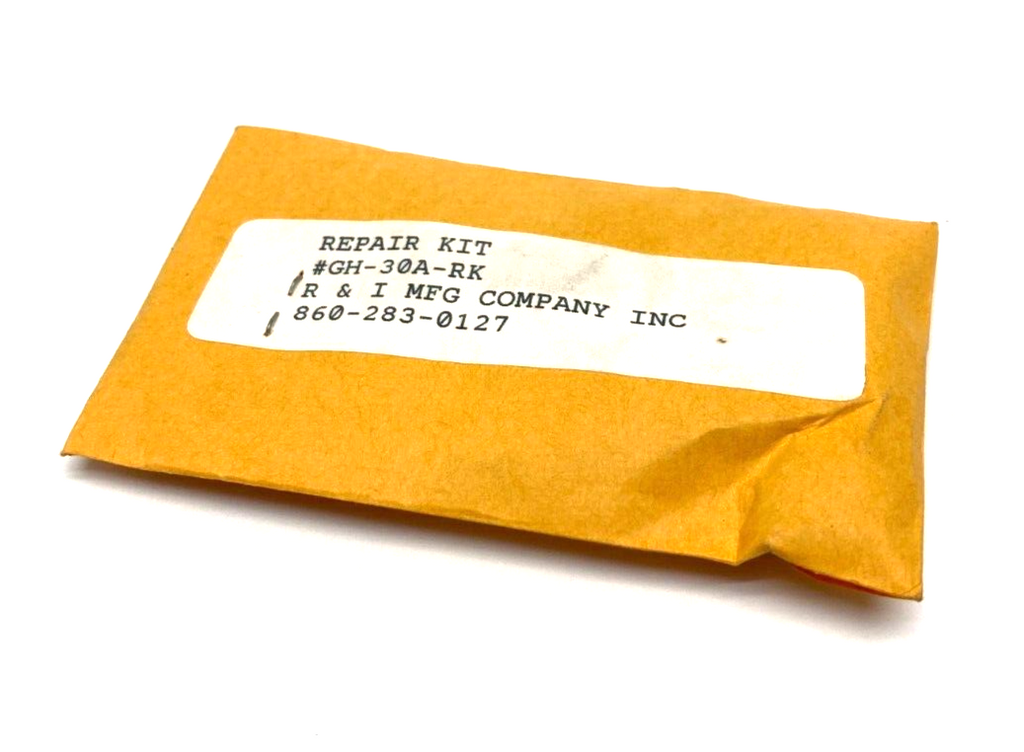 REPAIR KIT
#GH-30A-RK
R & I MFG COMPANY INC
860-283-0127